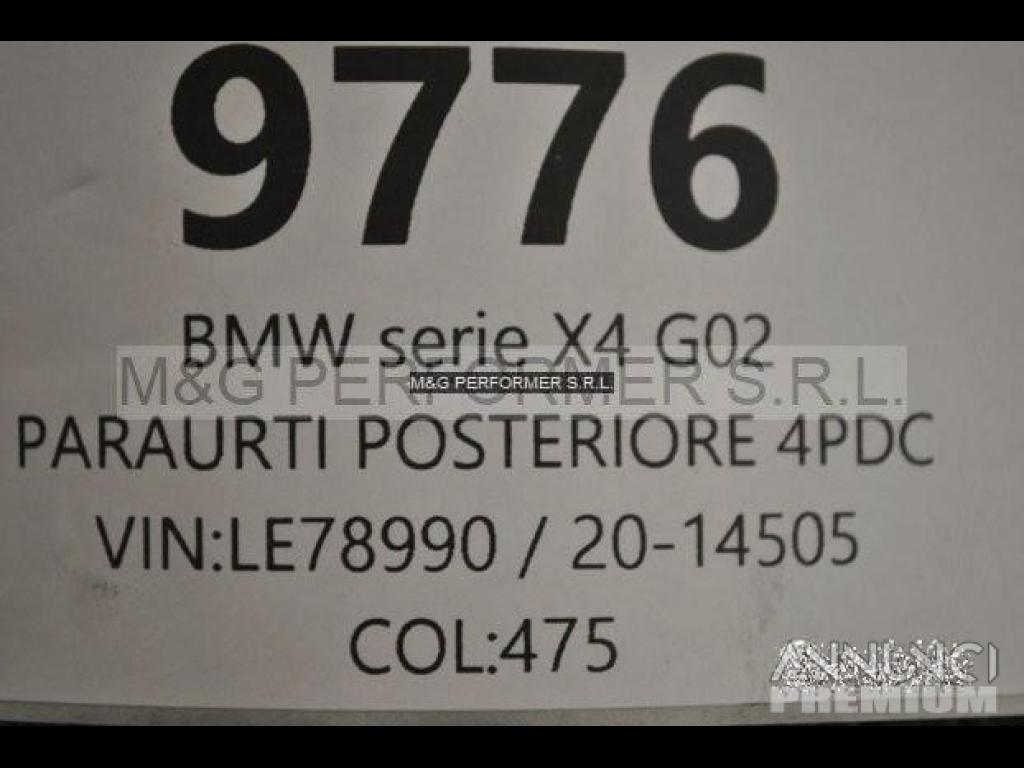 9776
BMW serie X4 G02
M&G PERFORMER S.R.L.
M&G PERFORMER S.R.L.
PARAURTI POSTERIORE 4PDC
VIN:LE78990 / 20-14505
COL:475
ANNUNCI
PREMIUM